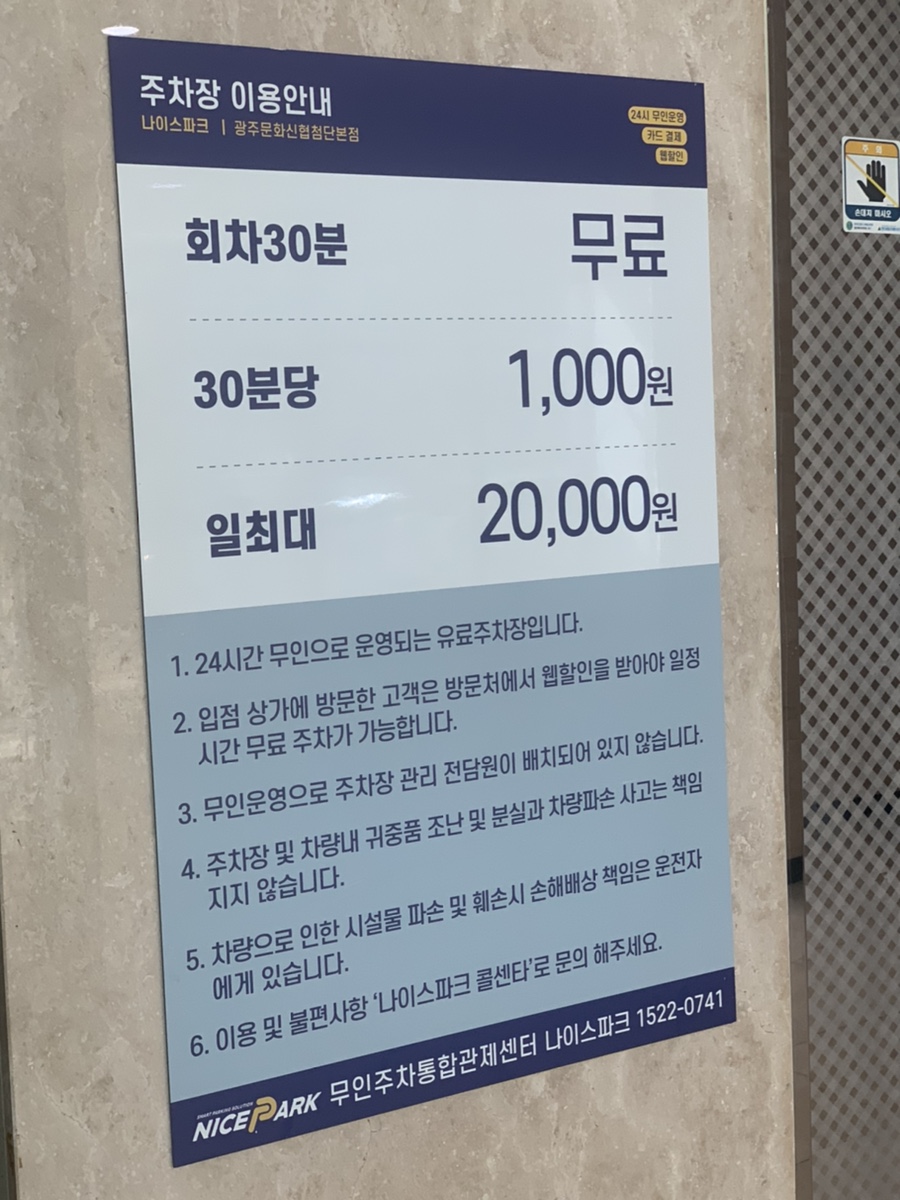 주차장 이용안내
나이스파크 | 광주문화신협첨단본점
24시 무인운영
카드 결제
웹할인
회차30분 무료
30분당 1,000원
일최대 20,000원
1. 24시간 무인으로 운영되는 유료주차장입니다.
2. 입점 상가에 방문한 고객은 방문처에서 웹할인을 받아야 일정
시간 무료 주차가 가능합니다.
3. 무인운영으로 주차장 관리 전담원이 배치되어 있지 않습니다.
4. 주차장 및 차량내 귀중품 조난 및 분실과 차량파손 사고는 책임
지지 않습니다.
5. 차량으로 인한 시설물 파손 및 훼손시 손해배상 책임은 운전자
에게 있습니다.
6. 이용 및 불편사항 '나이스파크 콜센타'로 문의 해주세요.
SMART PARKING SOLUTION
NICEPARK 무인주차통합관제센터 나이스파크 1522-0741
주 의
손대지 마시오